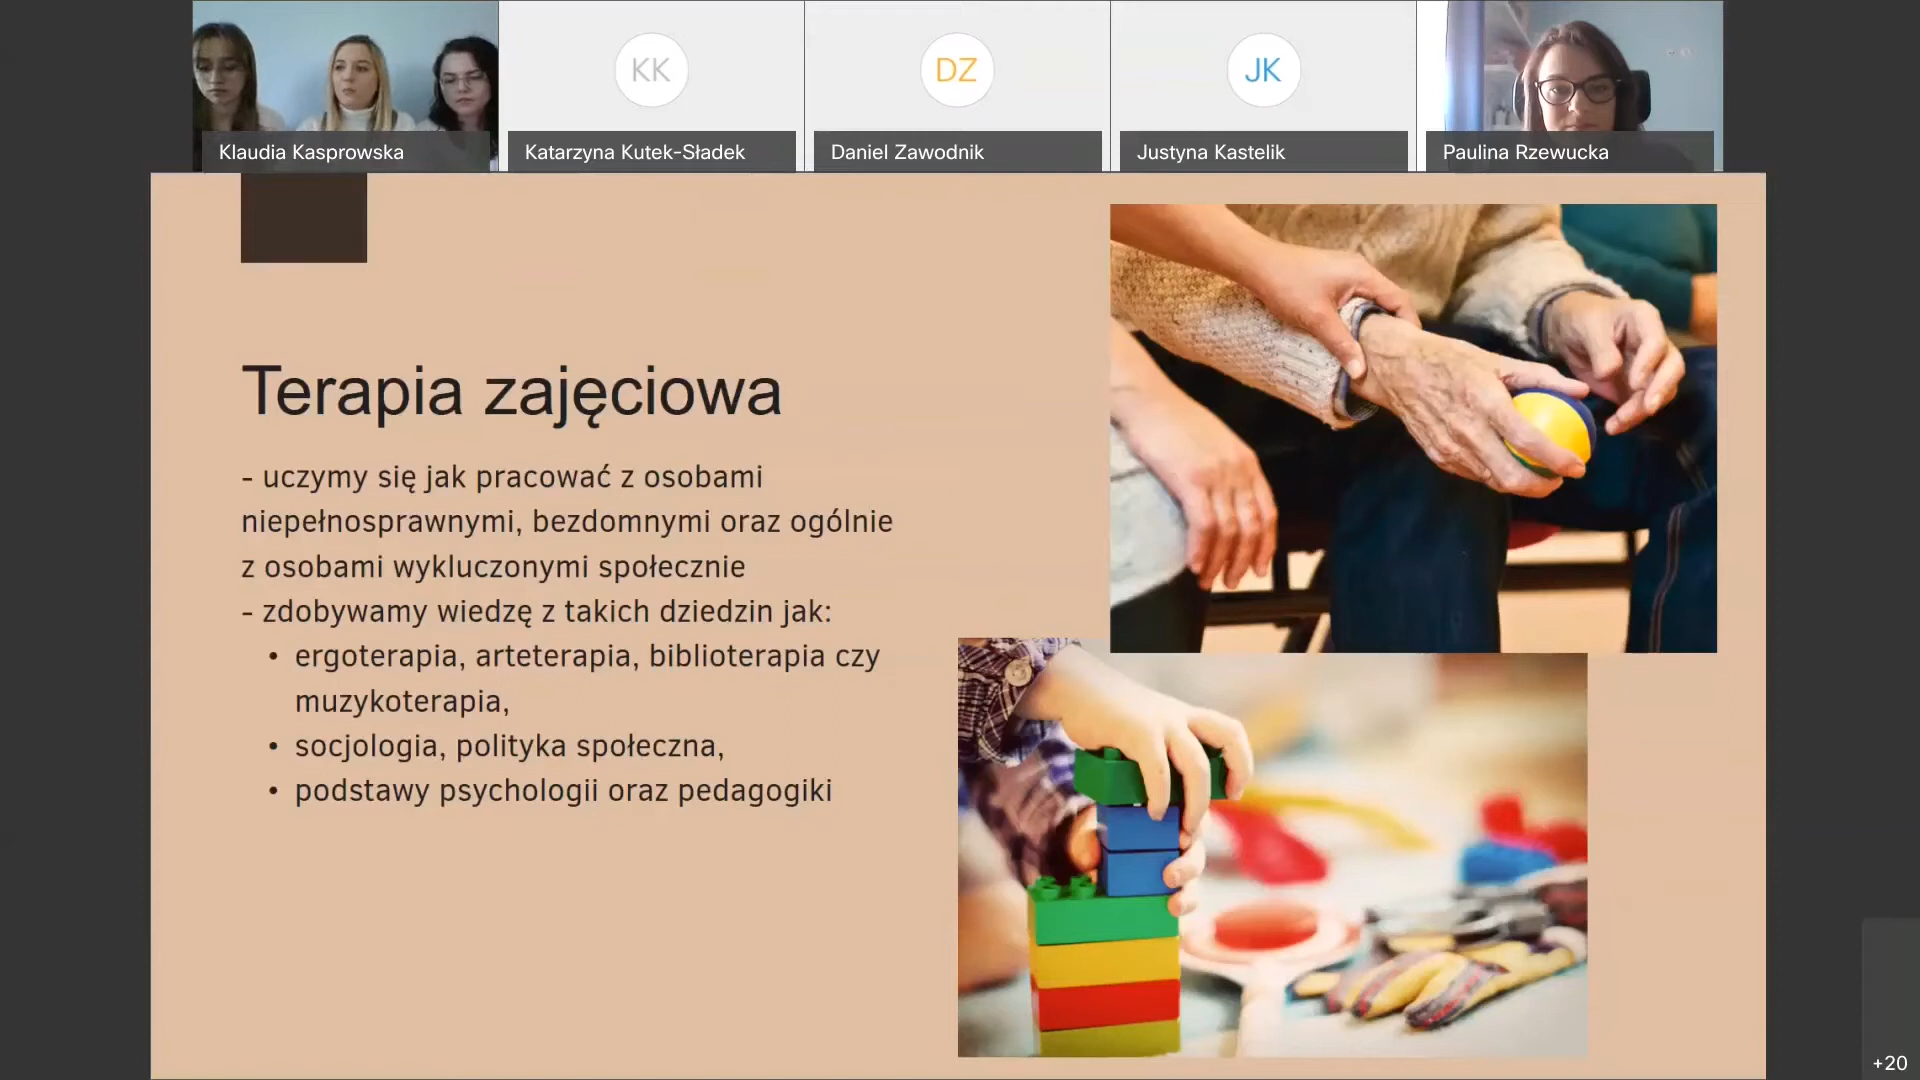 KK
DZ
JK
Klaudia Kasprowska
Katarzyna Kutek-Sładek
Daniel Zawodnik
Justyna Kastelik
Paulina Rzewucka
Terapia zajęciowa
- uczymy się jak pracować z osobami
niepełnosprawnymi, bezdomnymi oraz ogólnie
z osobami wykluczonymi społecznie
- zdobywamy wiedzę z takich dziedzin jak:
• ergoterapia, arteterapia, biblioterapia czy
muzykoterapia,
• socjologia, polityka społeczna,
• podstawy psychologii oraz pedagogiki
+20